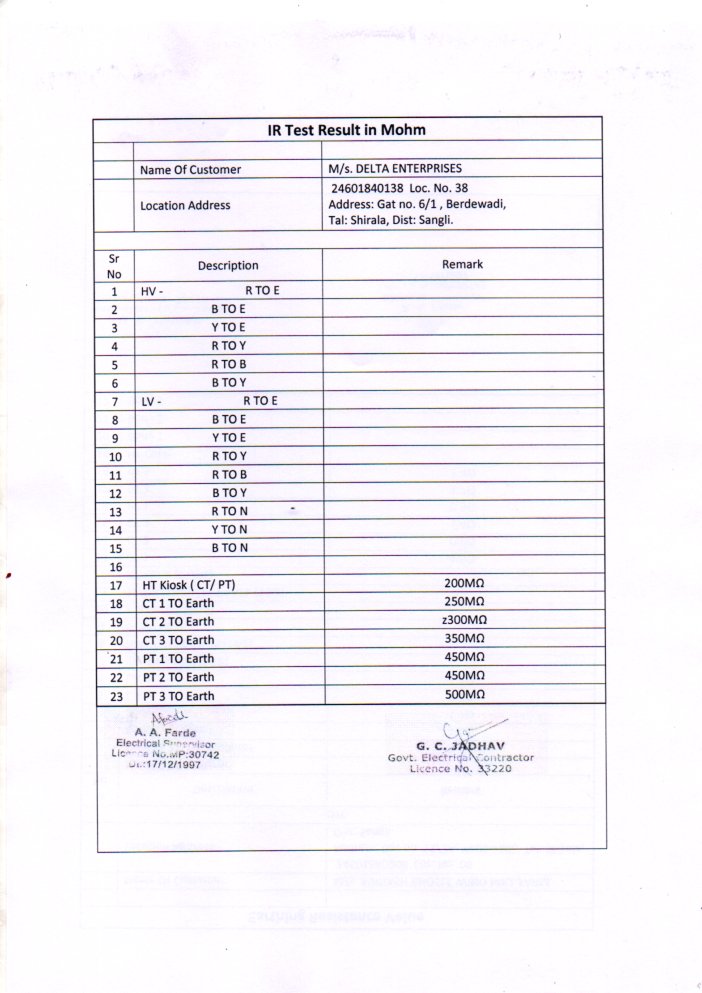 IR Test Result in Mohm
Name Of Customer M/s. DELTA ENTERPRISES
Location Address 24601840138 Loc. No. 38
Address: Gat no. 6/1 , Berdewadi,
Tal: Shirala, Dist: Sangli.
Sr No Description Remark
1 HV - R TO E
2 B TO E
3 Y TO E
4 R TO Y
5 R TO B
6 B TO Y
7 LV - R TO E
8 B TO E
9 Y TO E
10 R TO Y
11 R TO B
12 B TO Y
13 R TO N
14 Y TO N
15 B TO N
16
17 HT Kiosk ( CT/ PT) 200MΩ
18 CT 1 TO Earth 250MΩ
19 CT 2 TO Earth z300MΩ
20 CT 3 TO Earth 350MΩ
21 PT 1 TO Earth 450MΩ
22 PT 2 TO Earth 450MΩ
23 PT 3 TO Earth 500MΩ
A. A. Farde
Electrical Supervisor
Licence No.MP:30742
Dt.:17/12/1997
G. C. JADHAV
Govt. Electrical Contractor
Licence No. 33220